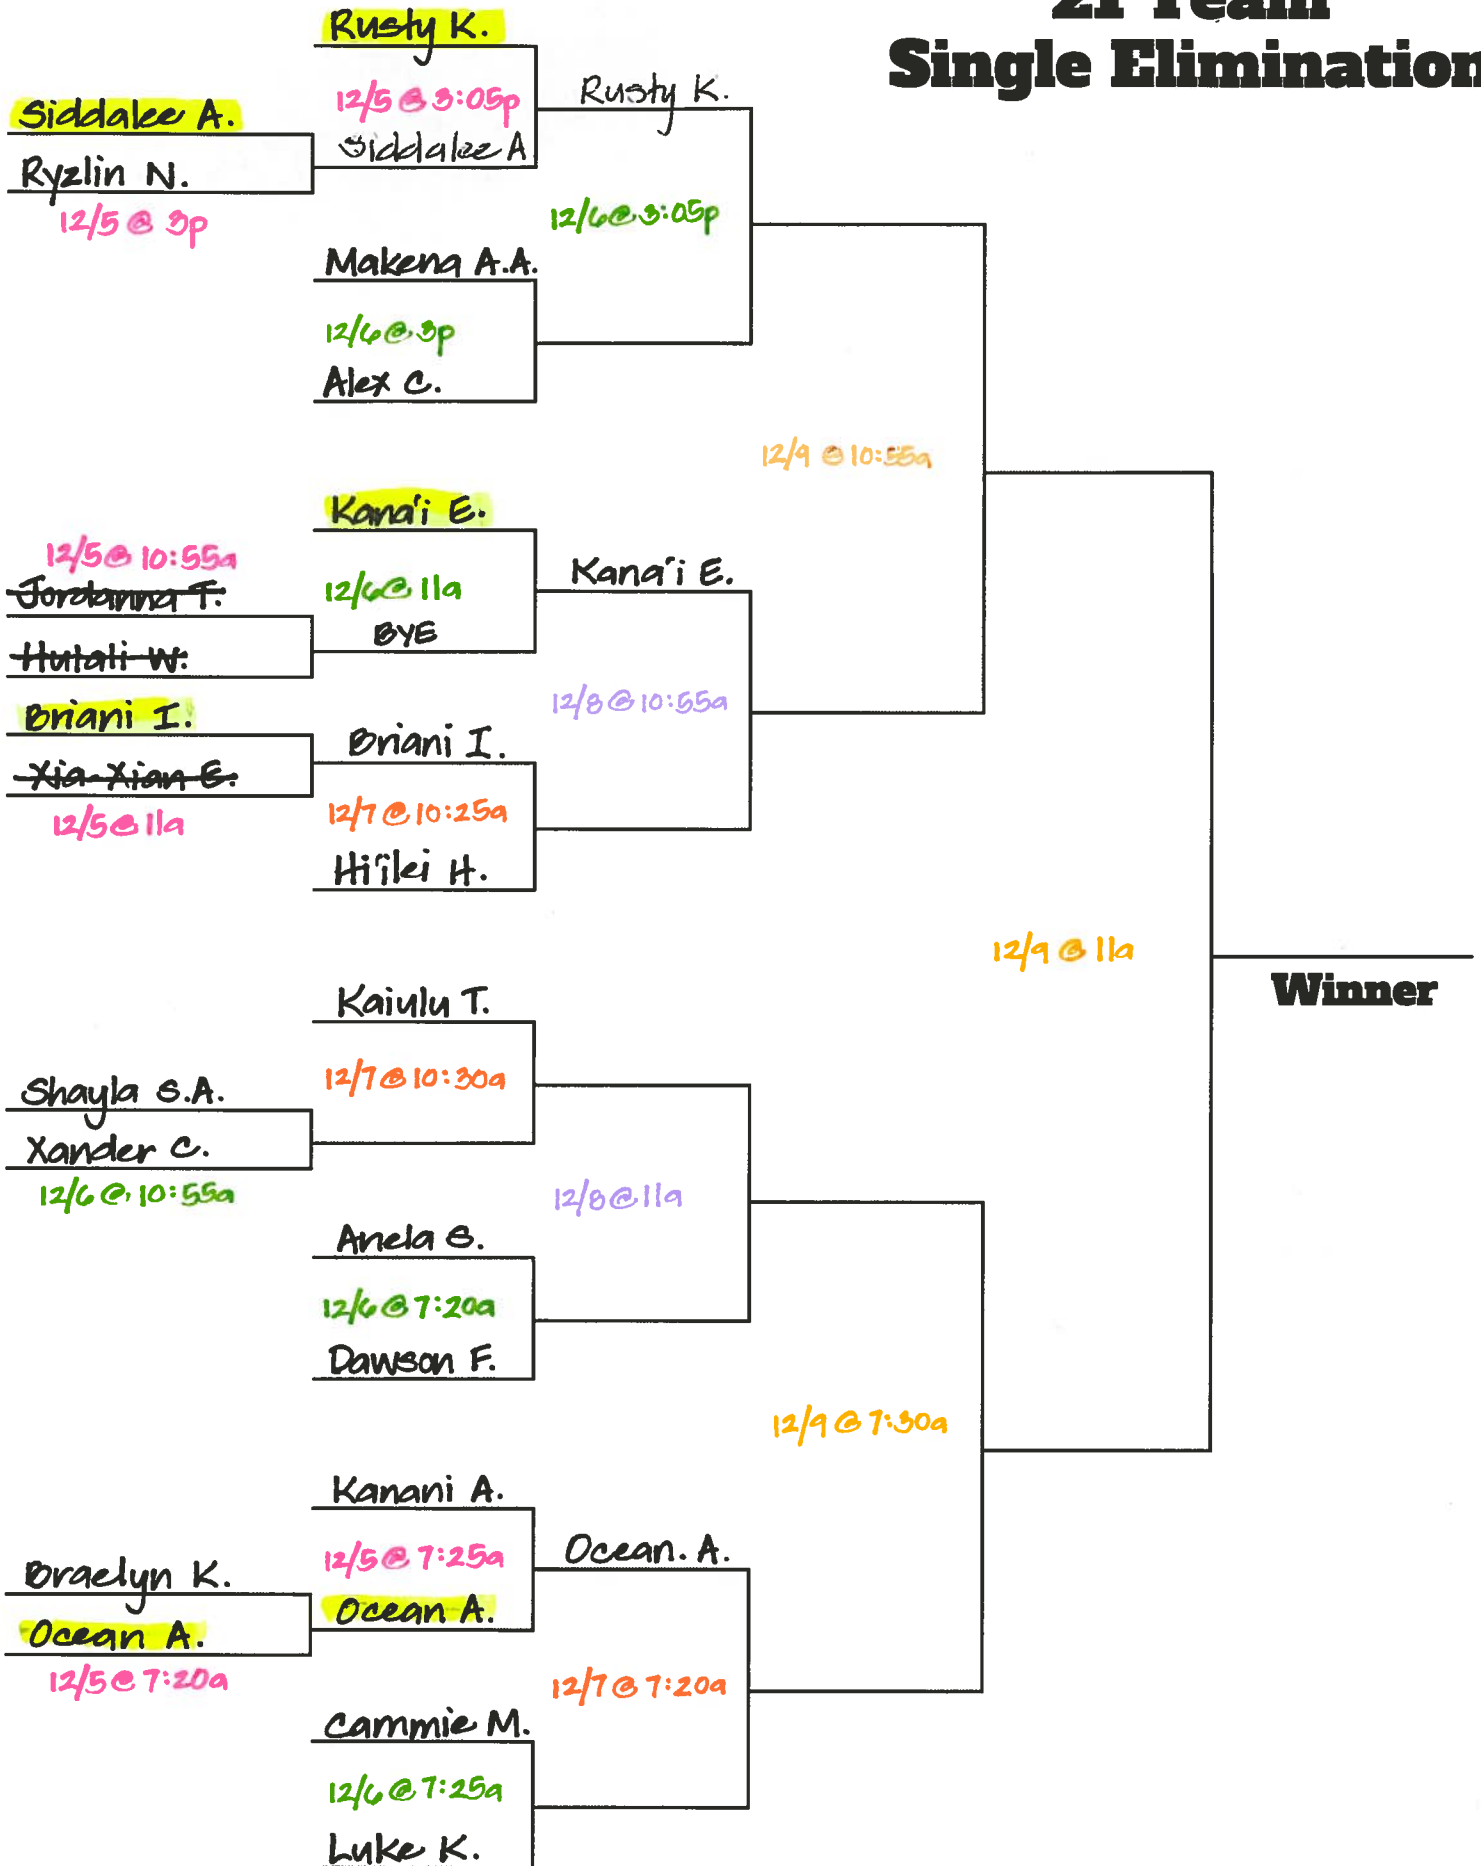 21 Team
Single Elimination
Rusty K.
12/5 @ 3:05p
Rusty K.
Siddalee A.
Siddalee A
Ryzlin N.
12/5 @ 3p
12/6 @ 3:05p
Makena A.A.
12/6 @ 3p
Alex C.
12/9 @ 10:55a
Kana'i E.
12/5 @ 10:55a
Kana'i E.
Jordanna T.
12/6 @ 11a
BYE
Hulali W.
12/8 @ 10:55a
Briani I.
Briani I.
Xia-Xian E.
12/7 @ 10:25a
12/5 @ 11a
Hi'ilei H.
12/9 @ 11a
Winner
Kaiulu T.
12/7 @ 10:30a
Shayla S.A.
Xander C.
12/6 @ 10:55a
12/8 @ 11a
Anela S.
12/6 @ 7:20a
Dawson F.
12/9 @ 7:30a
Kanani A.
12/5 @ 7:25a
Ocean. A.
Braelyn K.
Ocean A.
Ocean A.
12/5 @ 7:20a
12/7 @ 7:20a
Cammie M.
12/6 @ 7:25a
Luke K.